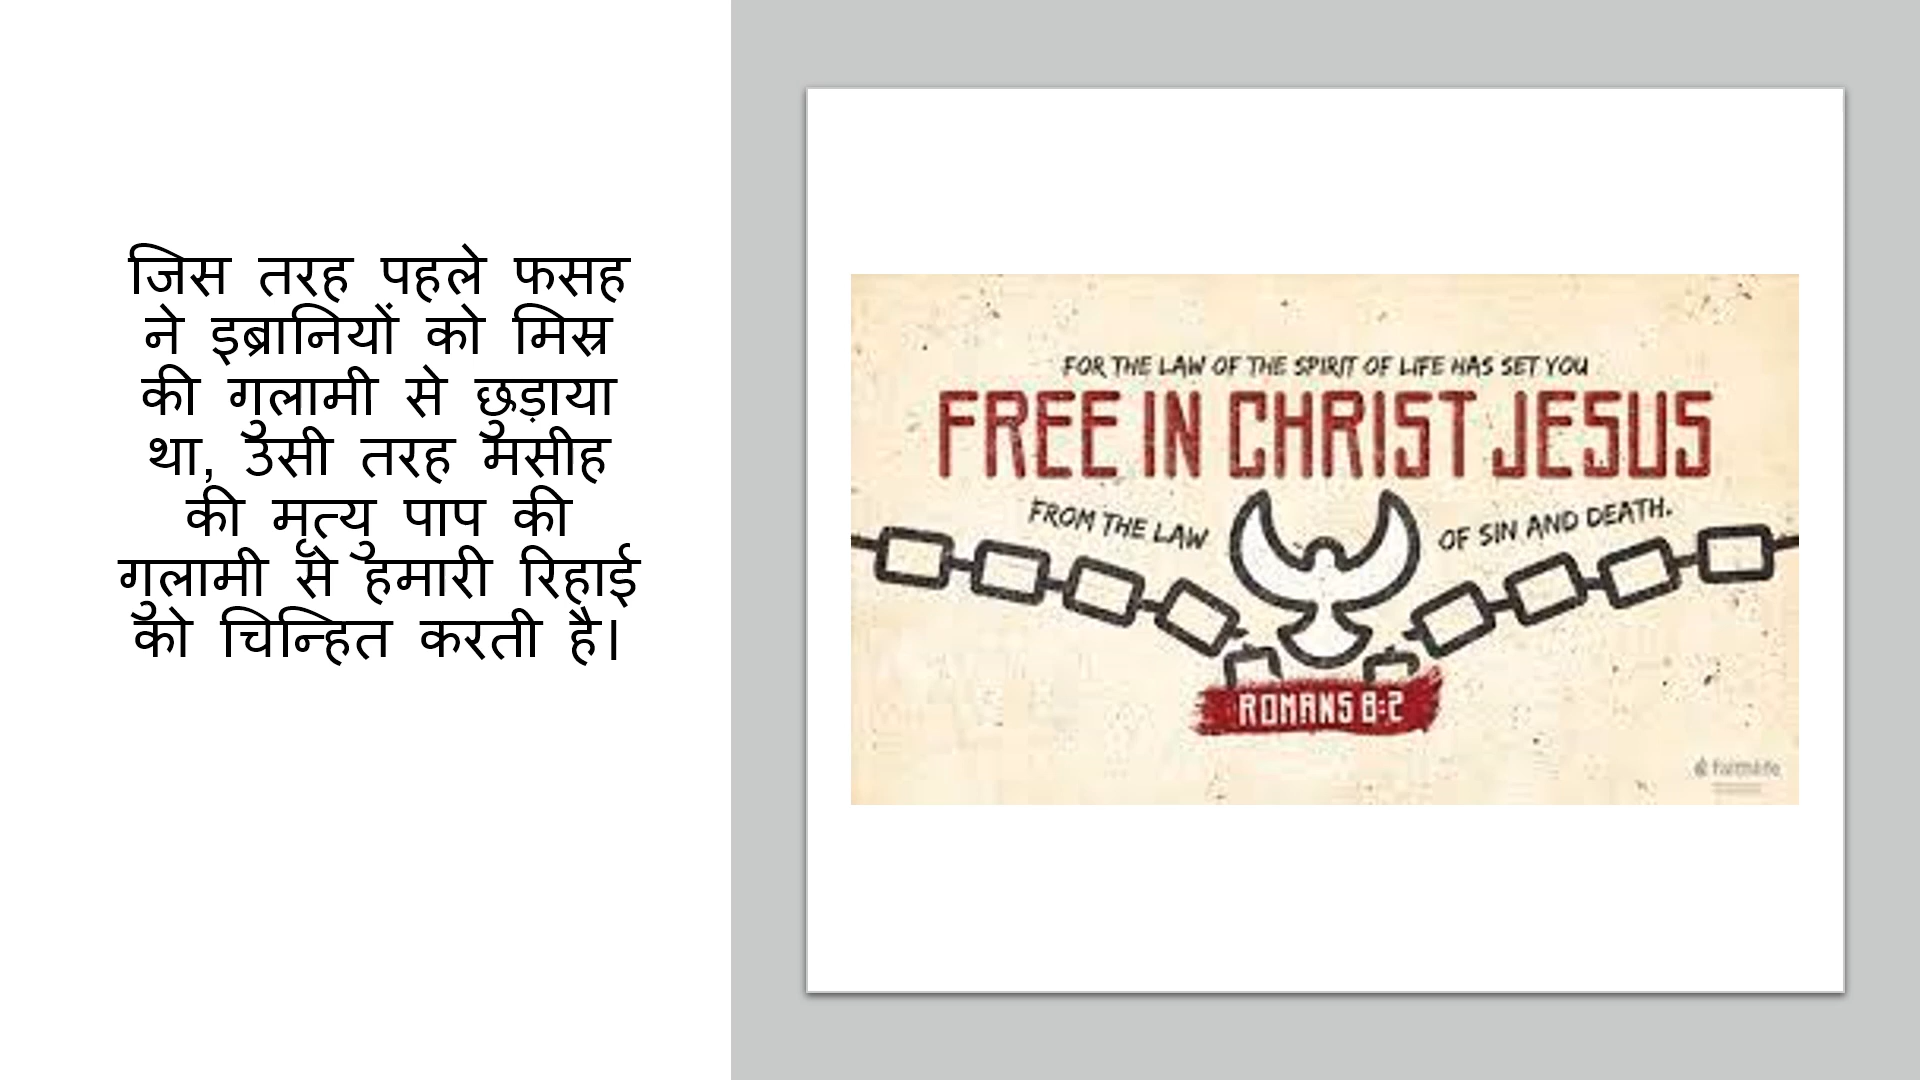 जिस तरह पहले फसह
ने इब्रानियों को मिस्र
की गुलामी से छुड़ाया
था, उसी तरह मसीह
की मृत्यु पाप की
गुलामी से हमारी रिहाई
को चिन्हित करती है।
FOR THE LAW OF THE SPIRIT OF LIFE HAS SET YOU
FREE IN CHRIST JESUS
FROM THE LAW OF SIN AND DEATH.
ROMANS 8:2
faithlife